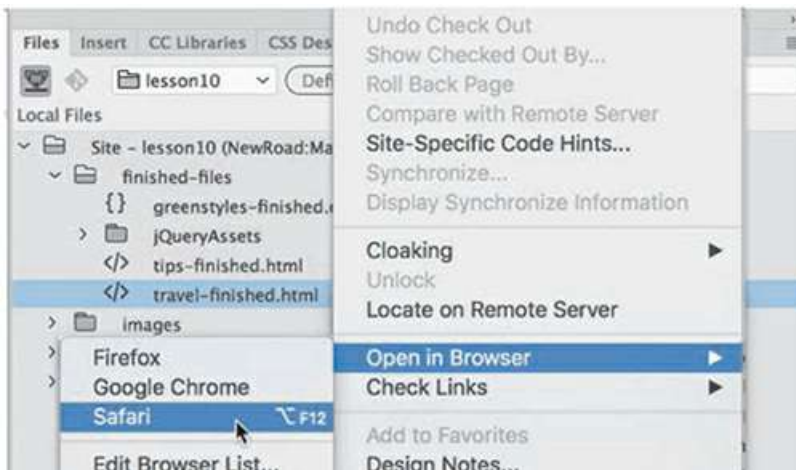 Files Insert CC Libraries CSS Des
lesson10
Local Files
Site - lesson10 (NewRoad:Ma
finished-files
{} greenstyles-finished.
jQueryAssets
</> tips-finished.html
</> travel-finished.html
images
Undo Check Out
Show Checked Out By...
Roll Back Page
Compare with Remote Server
Site-Specific Code Hints...
Synchronize...
Display Synchronize Information
Cloaking
Unlock
Locate on Remote Server
Open in Browser
Check Links
Add to Favorites
Design Notes...
Firefox
Google Chrome
Safari ⌥F12
Edit Browser List...